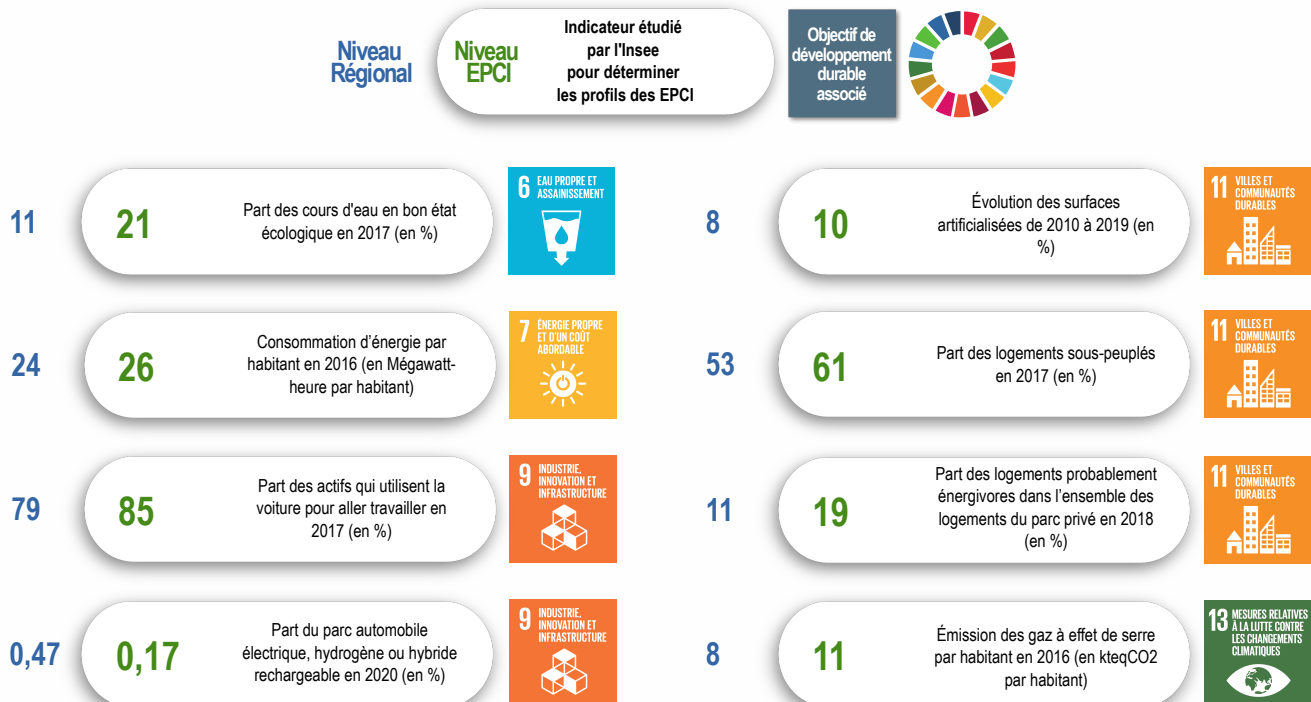 Niveau
Régional
Niveau
EPCI
Indicateur étudié
par l'Insee
pour déterminer
les profils des EPCI
Objectif de
développement
durable
associé
11
21
Part des cours d'eau en bon état
écologique en 2017 (en %)
6 EAU PROPRE ET
ASSAINISSEMENT
8
10
Évolution des surfaces
artificialisées de 2010 à 2019 (en
%)
11 VILLES ET
COMMUNAUTÉS
DURABLES
24
26
Consommation d'énergie par
habitant en 2016 (en Mégawatt-
heure par habitant)
7 ÉNERGIE PROPRE
ET D'UN COÛT
ABORDABLE
53
61
Part des logements sous-peuplés
en 2017 (en %)
11 VILLES ET
COMMUNAUTÉS
DURABLES
79
85
Part des actifs qui utilisent la
voiture pour aller travailler en
2017 (en %)
9 INDUSTRIE,
INNOVATION ET
INFRASTRUCTURE
11
19
Part des logements probablement
énergivores dans l'ensemble des
logements du parc privé en 2018
(en %)
11 VILLES ET
COMMUNAUTÉS
DURABLES
0,47
0,17
Part du parc automobile
électrique, hydrogène ou hybride
rechargeable en 2020 (en %)
9 INDUSTRIE,
INNOVATION ET
INFRASTRUCTURE
8
11
Émission des gaz à effet de serre
par habitant en 2016 (en kteqCO2
par habitant)
13 MESURES RELATIVES
À LA LUTTE CONTRE
LES CHANGEMENTS
CLIMATIQUES